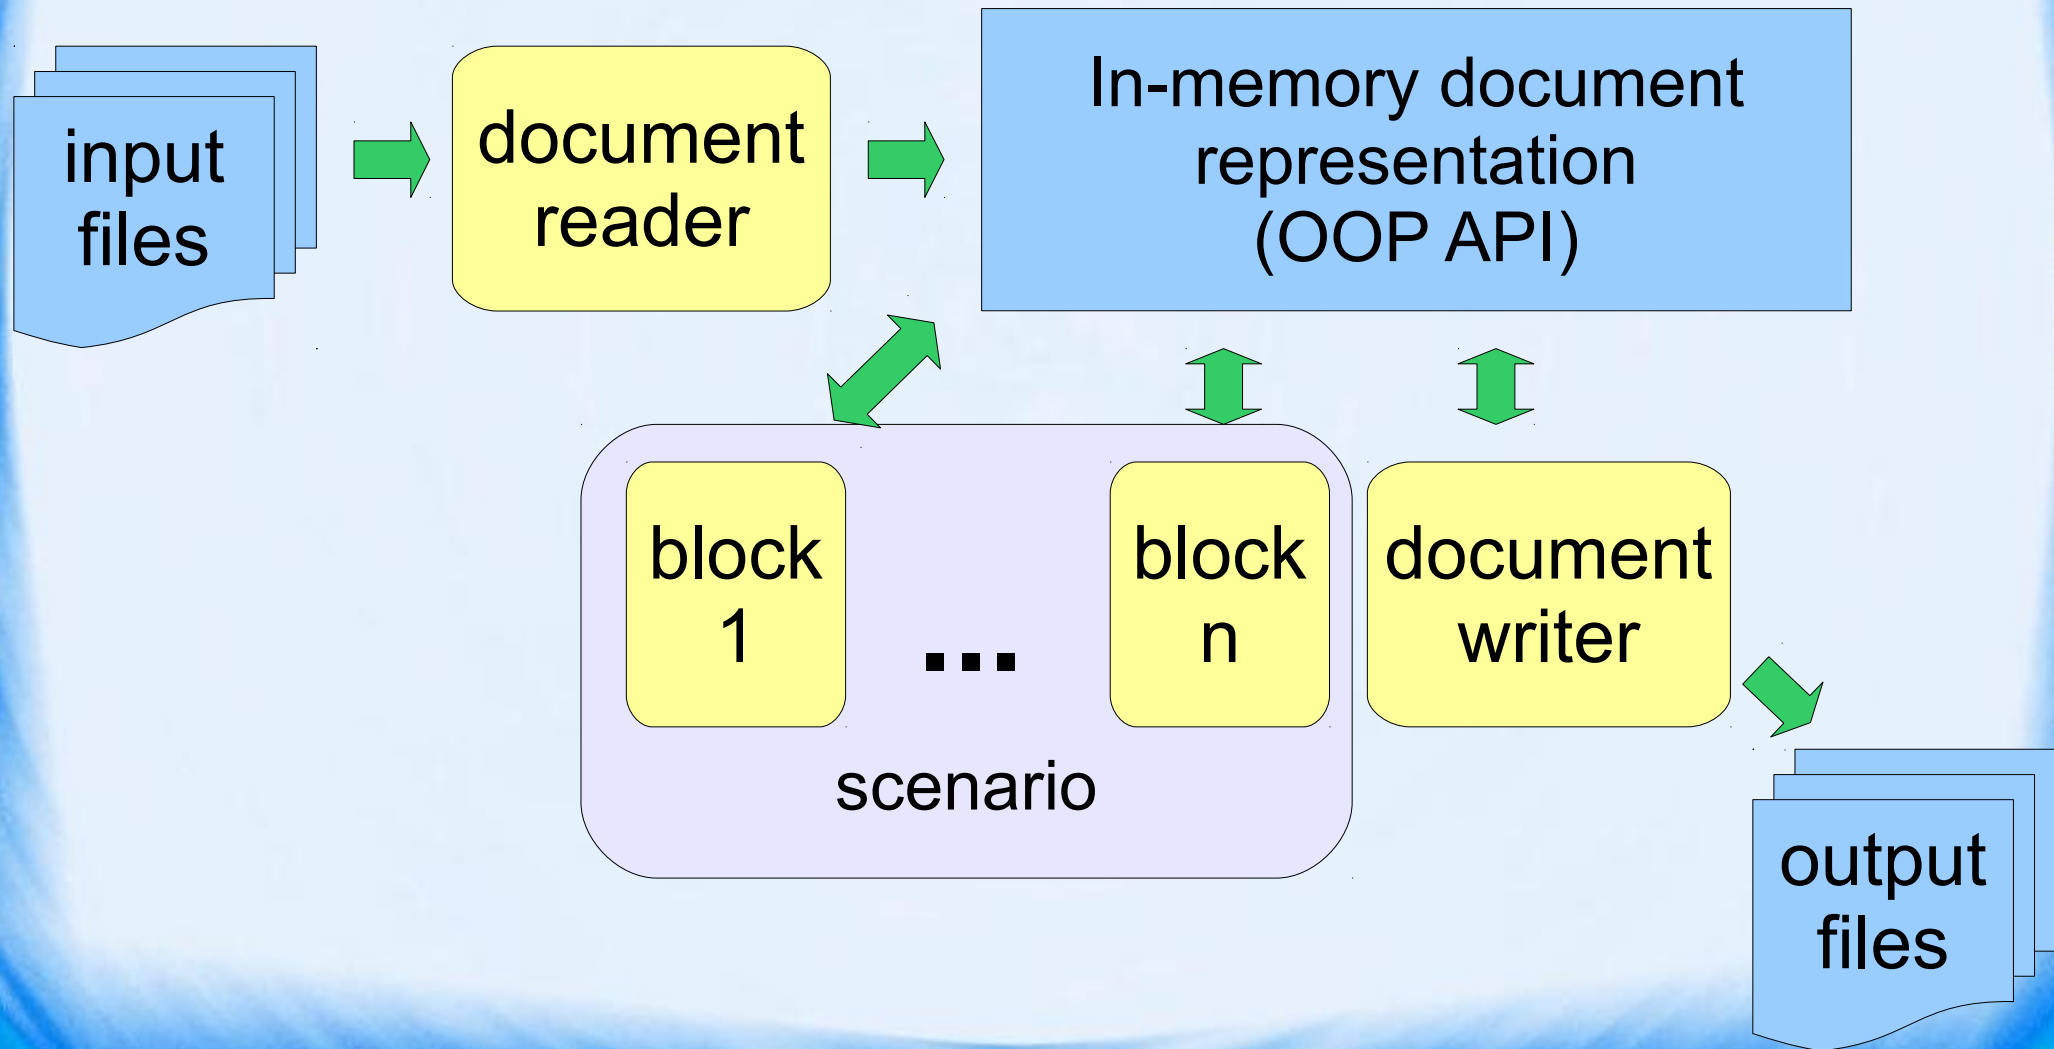 input
files
document
reader
In-memory document
representation
(OOP API)
block
1
...
block
n
document
writer
scenario
output
files